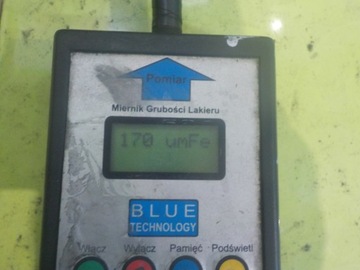 Pomiar
Miernik Grubości Lakieru
170 umFe
BLUE
TECHNOLOGY
Włącz Wyłącz Pamięć Podświetl